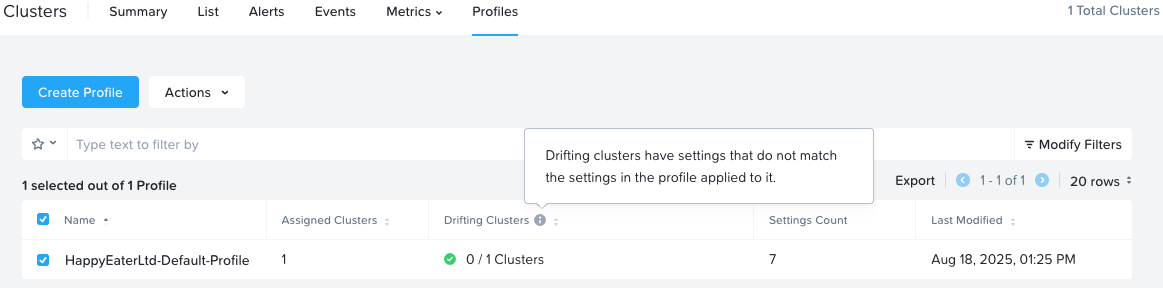 Clusters Summary List Alerts Events Metrics Profiles 1 Total Clusters
Create Profile Actions
Type text to filter by Modify Filters
Drifting clusters have settings that do not match
the settings in the profile applied to it.
1 selected out of 1 Profile Export 1 - 1 of 1 20 rows
Name Assigned Clusters Drifting Clusters Settings Count Last Modified
HappyEaterLtd-Default-Profile 1 0 / 1 Clusters 7 Aug 18, 2025, 01:25 PM